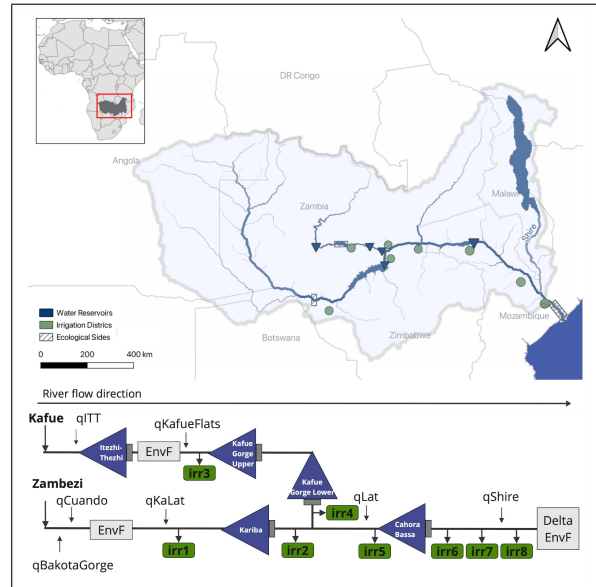 DR Congo
Angola
Zambia
Malawi
Shire
Mozambique
Zimbabwe
Botswana
Water Reservoirs
Irrigation Districs
Ecological Sides
0 200 400 km
River flow direction
Kafue
qITT
Itezhi-
Thezhi
EnvF
qKafueFlats
irr3
Kafue
Gorge
Upper
Kafue
Gorge Lower
irr4
Zambezi
qCuando
qBakotaGorge
EnvF
qKaLat
irr1
Kariba
irr2
qLat
irr5
Cahora
Bassa
irr6
irr7
qShire
irr8
Delta
EnvF